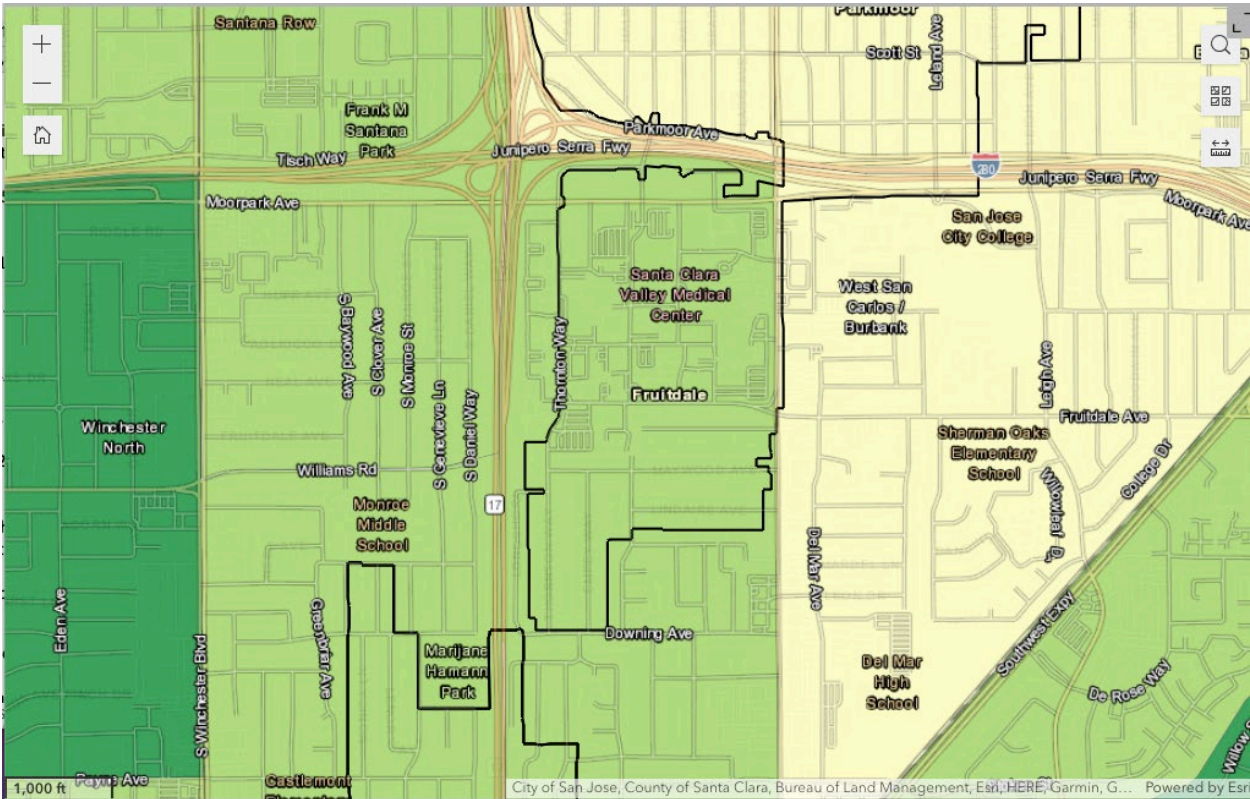 Santana Row
Parkmoor
Scott St
Leland Ave
Frank M
Santana
Park
Parkmoor Ave
Tisch Way
Junipero Serra Fwy
280
Junipero Serra Fwy
Moorpark Ave
Moorpark Ave
San Jose
City College
Santa Clara
Valley Medical
Center
West San
Carlos /
Burbank
S Baywood Ave
S Clover Ave
S Monroe St
S Genevieve Ln
S Daniel Way
Thornton Way
Fruitdale
Leigh Ave
Fruitdale Ave
Winchester
North
Sherman Oaks
Elementary
School
College Dr
Williams Rd
Willowleaf Dr
17
Monroe
Middle
School
Del Mar Ave
Eden Ave
Greenbriar Ave
S Winchester Blvd
Downing Ave
Southwest Expy
Marijane
Hamann
Park
Del Mar
High
School
De Rose Way
Payne Ave
Castlemont
1,000 ft
City of San Jose, County of Santa Clara, Bureau of Land Management, Esri, HERE, Garmin, G... Powered by Esri